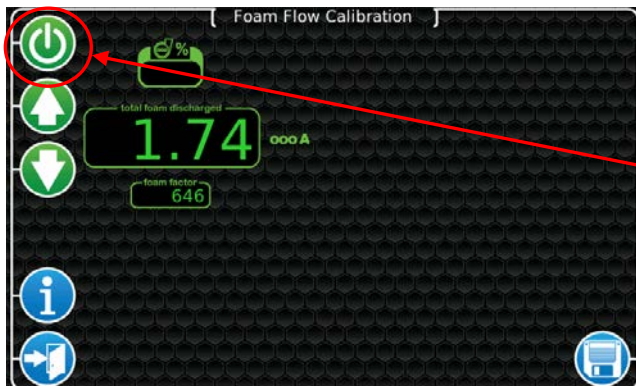 [ Foam Flow Calibration ]
%
total foam discharged
1.74 ooo A
foam factor
646
i